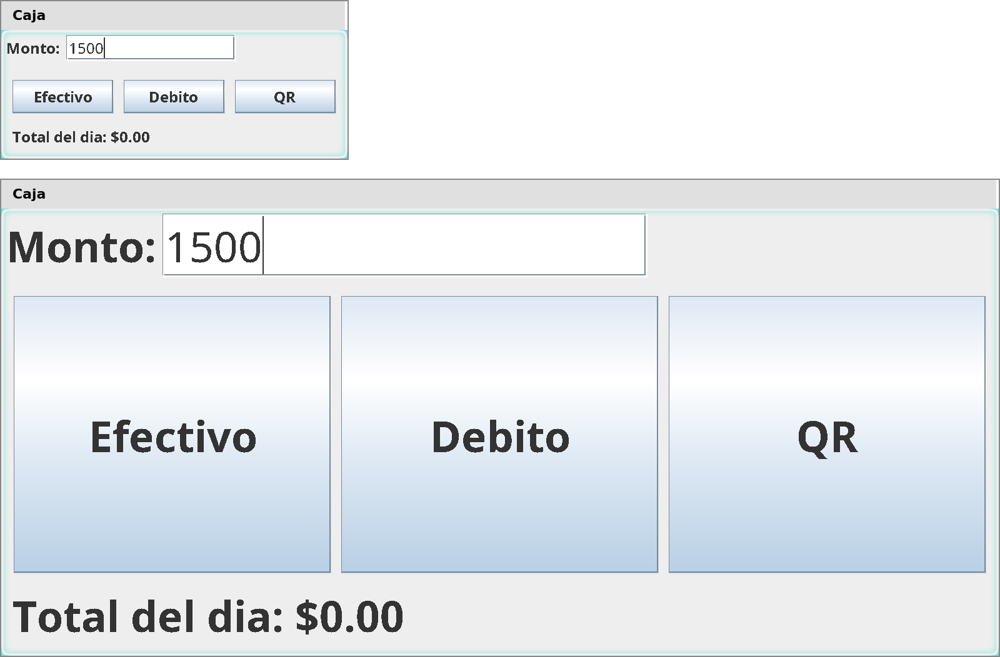 Caja
Monto: 1500
Efectivo Debito QR
Total del dia: $0.00
Caja
Monto: 1500
Efectivo Debito QR
Total del dia: $0.00